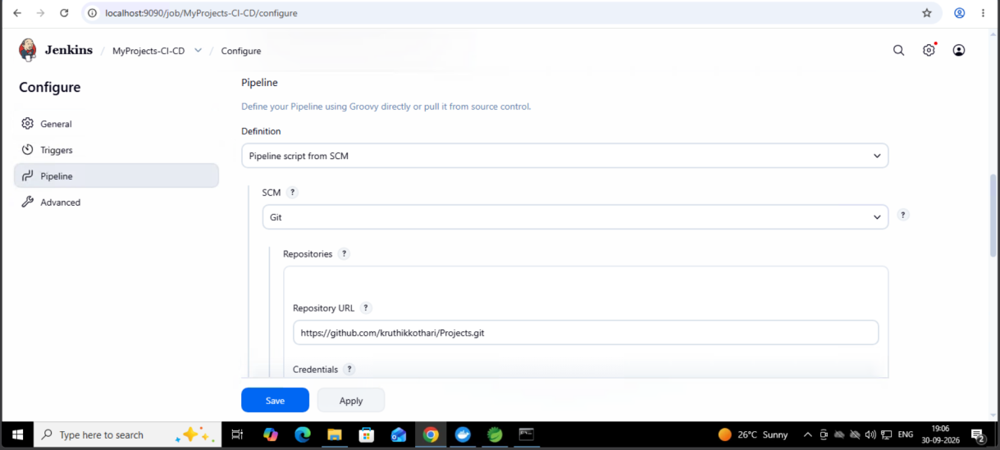 localhost:9090/job/MyProjects-CI-CD/configure
Jenkins / MyProjects-CI-CD / Configure
Configure
General
Triggers
Pipeline
Advanced
Pipeline
Define your Pipeline using Groovy directly or pull it from source control.
Definition
Pipeline script from SCM
SCM ?
Git
?
Repositories ?
Repository URL ?
https://github.com/kruthikkothari/Projects.git
Credentials ?
Save Apply
Type here to search
26°C Sunny
ENG
19:06
30-09-2026
2